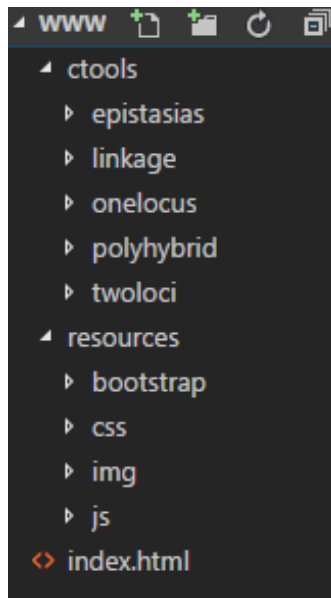 WWW
ctools
epistasias
linkage
onelocus
polyhybrid
twoloci
resources
bootstrap
css
img
js
index.html